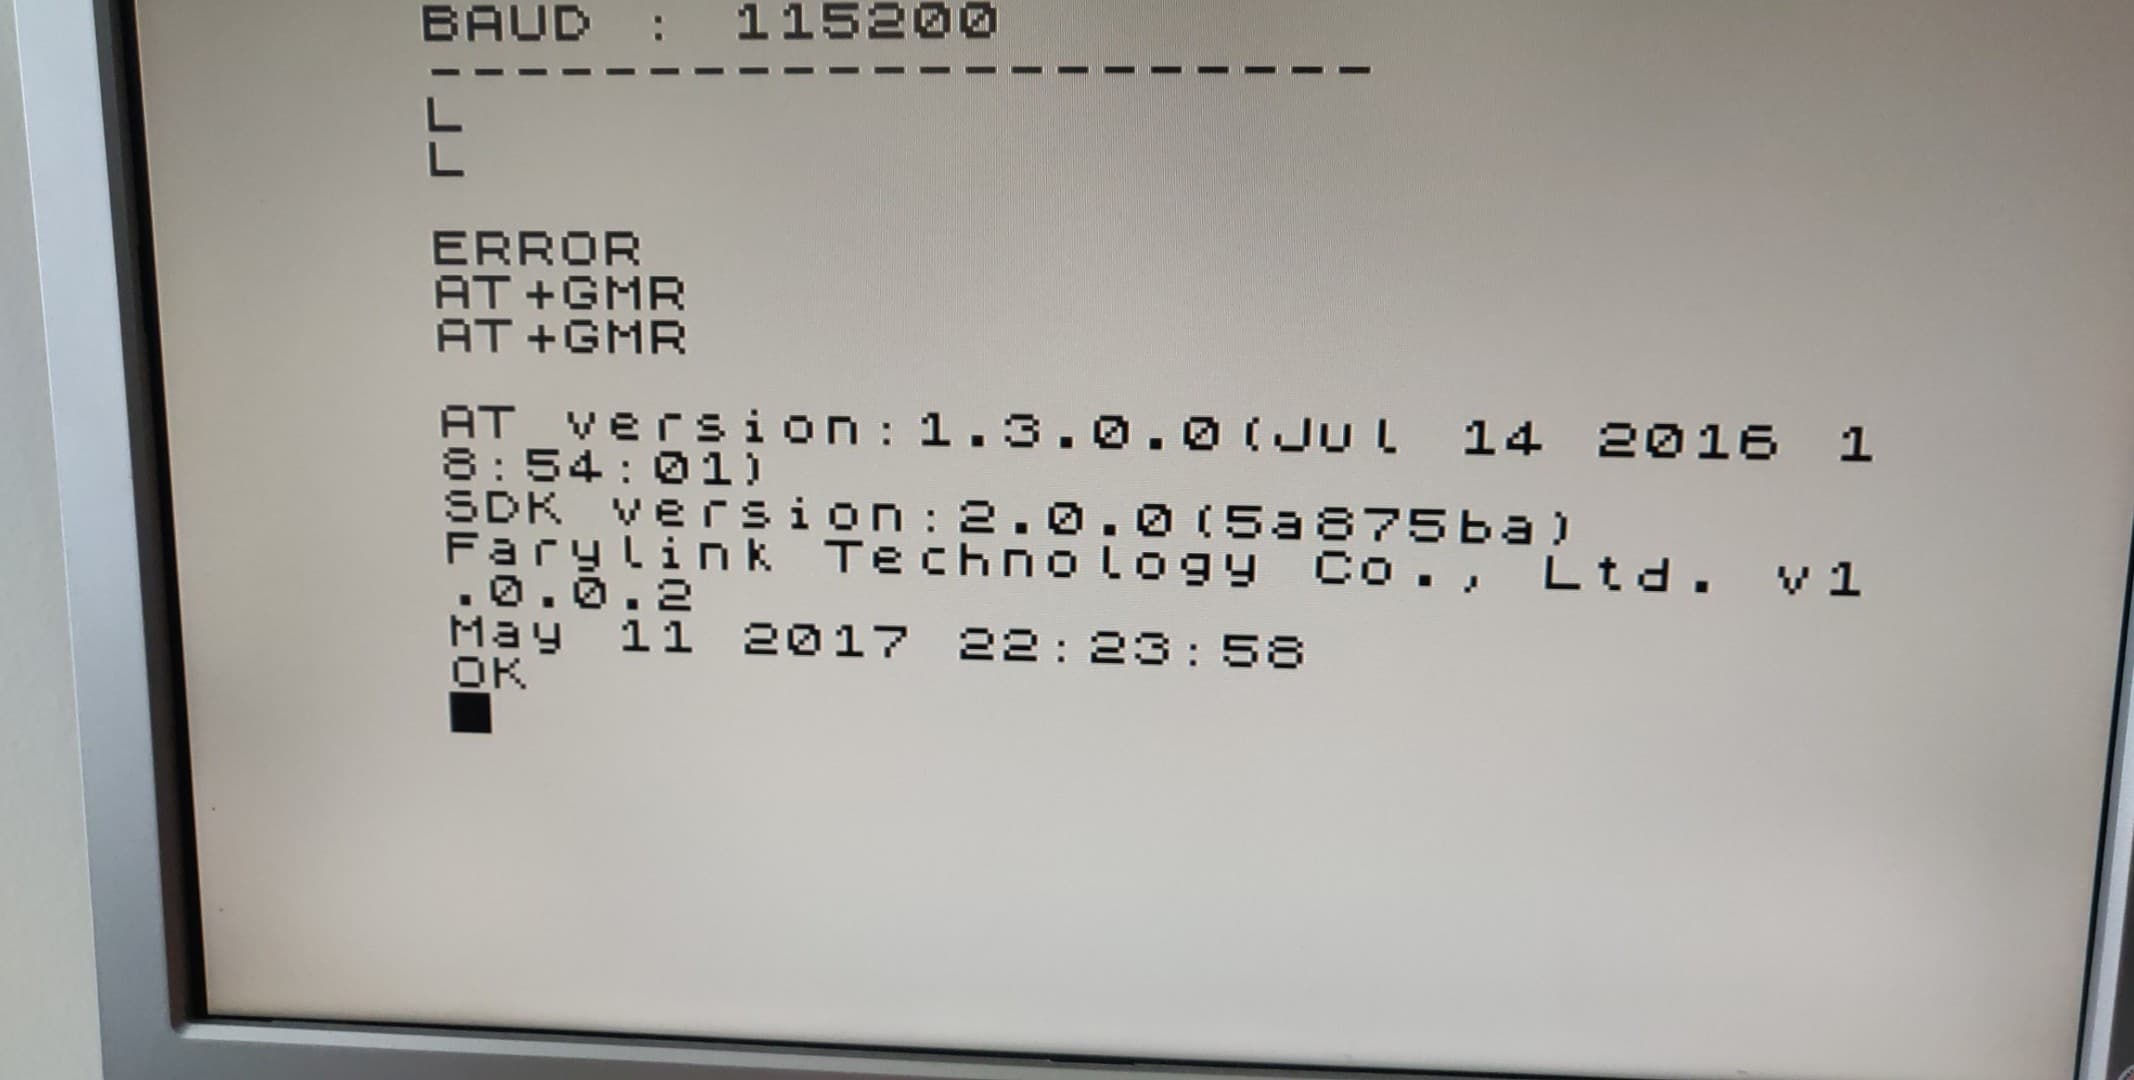 BAUD : 115200
----------------------
L
L
ERROR
AT+GMR
AT+GMR
AT version:1.3.0.0(Jul 14 2016 1
8:54:01)
SDK version:2.0.0(5a875ba)
Farylink Technology Co., Ltd. v1
.0.0.2
May 11 2017 22:23:58
OK